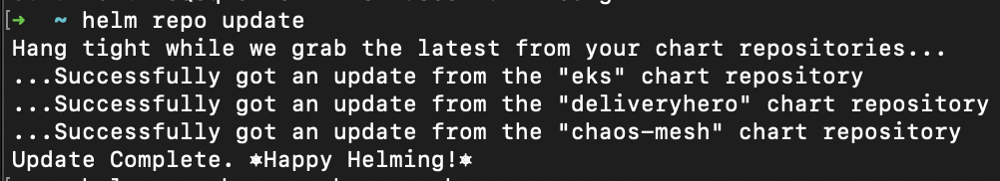 ➜ ~ helm repo update
Hang tight while we grab the latest from your chart repositories...
...Successfully got an update from the "eks" chart repository
...Successfully got an update from the "deliveryhero" chart repository
...Successfully got an update from the "chaos-mesh" chart repository
Update Complete. ⎈Happy Helming!⎈